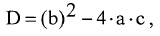 D = (b)² – 4·a·c ,